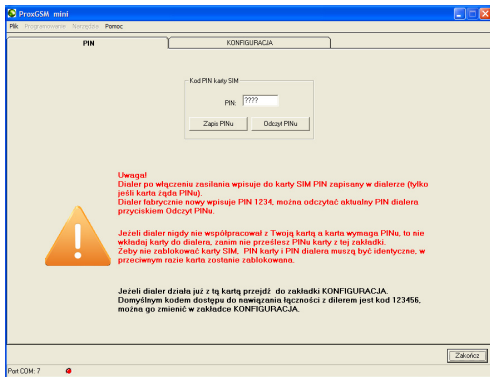 ProxGSM mini
Plik Programowanie Narzędzia Pomoc
PIN KONFIGURACJA
Kod PIN karty SIM
PIN: ????
Zapis PINu Odczyt PINu
Uwaga!
Dialer po włączeniu zasilania wpisuje do karty SIM PIN zapisany w dialerze (tylko
jeśli karta żąda PINu).
Dialer fabrycznie nowy wpisuje PIN 1234, można odczytać aktualny PIN dialera
przyciskiem Odczyt PINu.
Jeżeli dialer nigdy nie współpracował z Twoją kartą a karta wymaga PINu, to nie
wkładaj karty do dialera, zanim nie prześlesz PINu karty z tej zakładki.
Żeby nie zablokować karty SIM, PIN karty i PIN dialera muszą być identyczne, w
przeciwnym razie karta zostanie zablokowana.
Jeżeli dialer działa już z tą kartą przejdź do zakładki KONFIGURACJA.
Domyślnym kodem dostępu do nawiązania łączności z dilerem jest kod 123456,
można go zmienić w zakładce KONFIGURACJA.
Zakończ
Port COM: 7